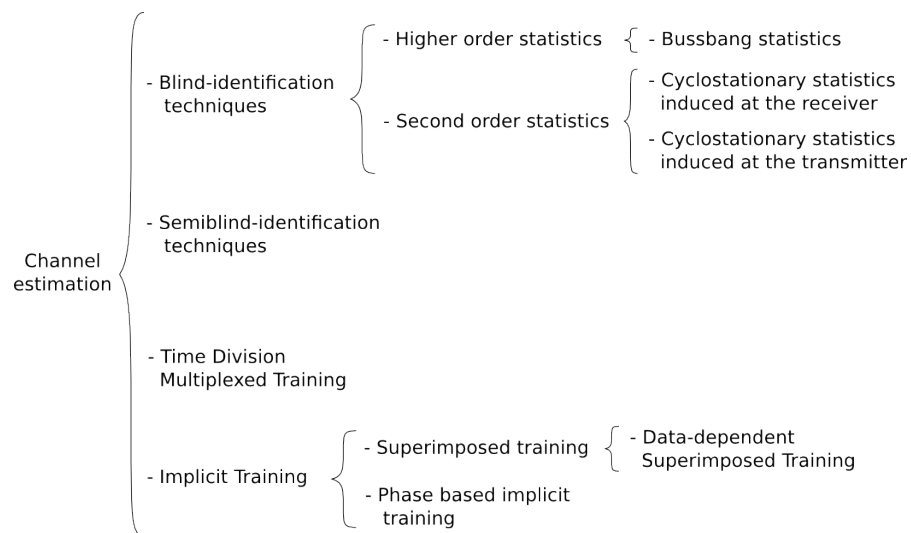 Channel
estimation
- Blind-identification
techniques
- Higher order statistics
- Bussbang statistics
- Second order statistics
- Cyclostationary statistics
induced at the receiver
- Cyclostationary statistics
induced at the transmitter
- Semiblind-identification
techniques
- Time Division
Multiplexed Training
- Implicit Training
- Superimposed training
- Data-dependent
Superimposed Training
- Phase based implicit
training